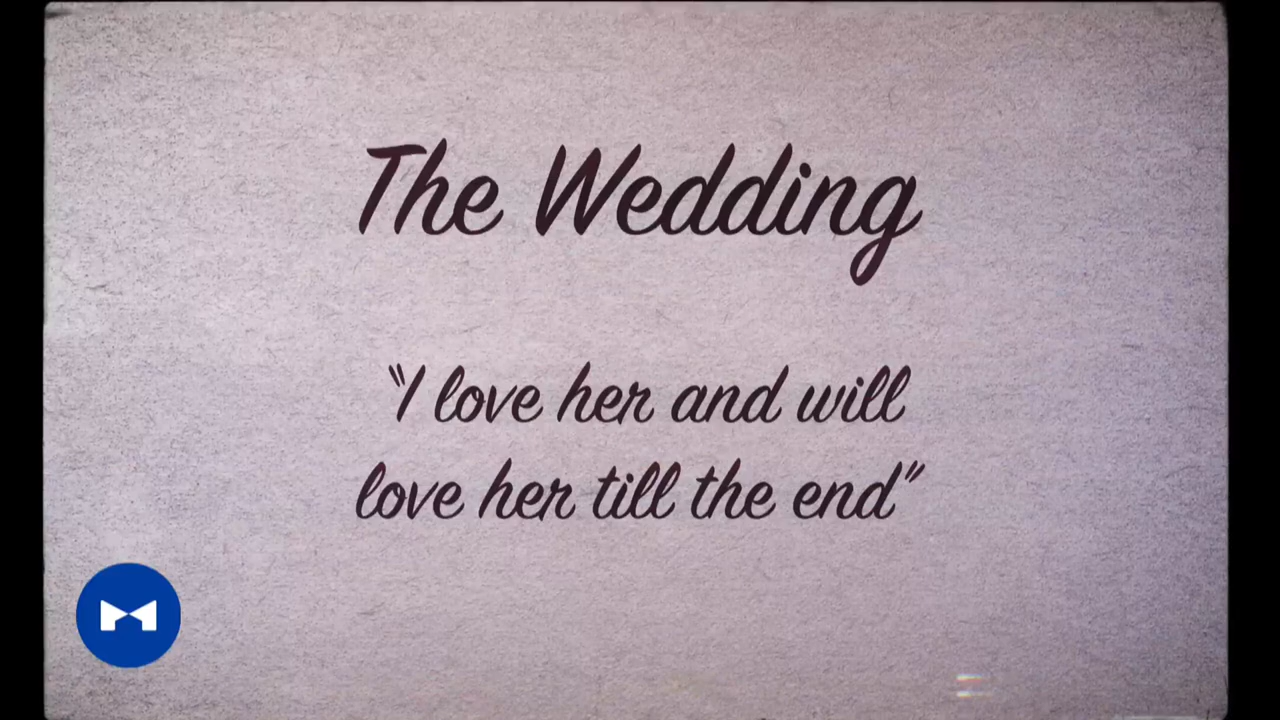 The Wedding
“I love her and will
love her till the end”